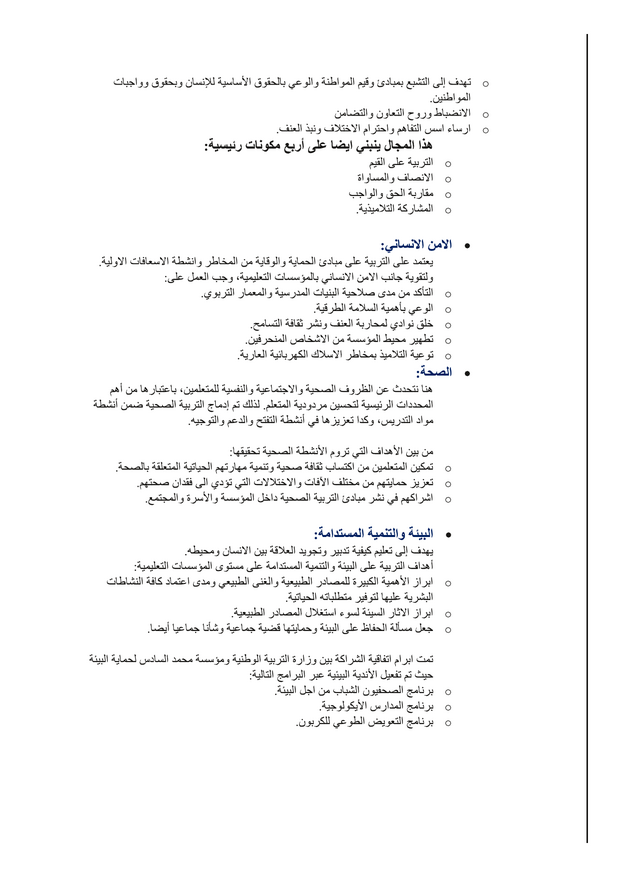 o تهدف إلى التشبع بمبادئ وقيم المواطنة والوعي بالحقوق الأساسية للإنسان وبحقوق وواجبات
المواطنين.
o الانضباط وروح التعاون والتضامن
o ارساء اسس التفاهم واحترام الاختلاف ونبذ العنف.
هذا المجال ينبني ايضا على أربع مكونات رئيسية:
o التربية على القيم
o الانصاف والمساواة
o مقاربة الحق والواجب
o المشاركة التلاميذية.
• الامن الانساني:
يعتمد على التربية على مبادئ الحماية والوقاية من المخاطر وانشطة الاسعافات الاولية.
ولتقوية جانب الامن الانساني بالمؤسسات التعليمية، وجب العمل على:
o التأكد من مدى صلاحية البنيات المدرسية والمعمار التربوي.
o الوعي بأهمية السلامة الطرقية.
o خلق نوادي لمحاربة العنف ونشر ثقافة التسامح.
o تطهير محيط المؤسسة من الاشخاص المنحرفين.
o توعية التلاميذ بمخاطر الاسلاك الكهربائية العارية.
• الصحة:
هنا نتحدث عن الظروف الصحية والاجتماعية والنفسية للمتعلمين، باعتبارها من أهم
المحددات الرئيسية لتحسين مردودية المتعلم. لذلك تم إدماج التربية الصحية ضمن أنشطة
مواد التدريس، وكدا تعزيزها في أنشطة التفتح والدعم والتوجيه.
من بين الأهداف التي تروم الأنشطة الصحية تحقيقها:
o تمكين المتعلمين من اكتساب ثقافة صحية وتنمية مهارتهم الحياتية المتعلقة بالصحة.
o تعزيز حمايتهم من مختلف الأفات والاختلالات التي تؤدي الى فقدان صحتهم.
o اشراكهم في نشر مبادئ التربية الصحية داخل المؤسسة والأسرة والمجتمع.
• البيئة والتنمية المستدامة:
يهدف إلى تعليم كيفية تدبير وتجويد العلاقة بين الانسان ومحيطه.
أهداف التربية على البيئة والتنمية المستدامة على مستوى المؤسسات التعليمية:
o ابراز الأهمية الكبيرة للمصادر الطبيعية والغنى الطبيعي ومدى اعتماد كافة النشاطات
البشرية عليها لتوفير متطلباته الحياتية.
o ابراز الاثار السيئة لسوء استغلال المصادر الطبيعية.
o جعل مسألة الحفاظ على البيئة وحمايتها قضية جماعية وشأنا جماعيا أيضا.
تمت ابرام اتفاقية الشراكة بين وزارة التربية الوطنية ومؤسسة محمد السادس لحماية البيئة
حيث تم تفعيل الأندية البيئية عبر البرامج التالية:
o برنامج الصحفيون الشباب من اجل البيئة.
o برنامج المدارس الأيكولوجية.
o برنامج التعويض الطوعي للكربون.